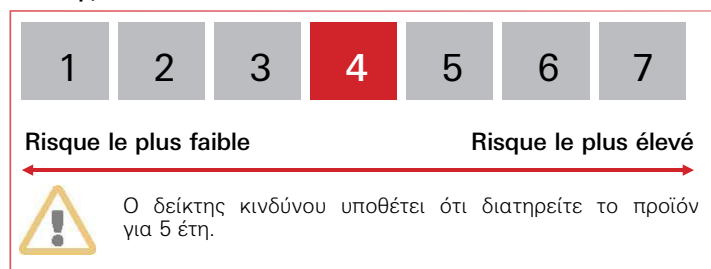 1 2 3 4 5 6 7
Risque le plus faible Risque le plus élevé
Ο δείκτης κινδύνου υποθέτει ότι διατηρείτε το προϊόν
για 5 έτη.